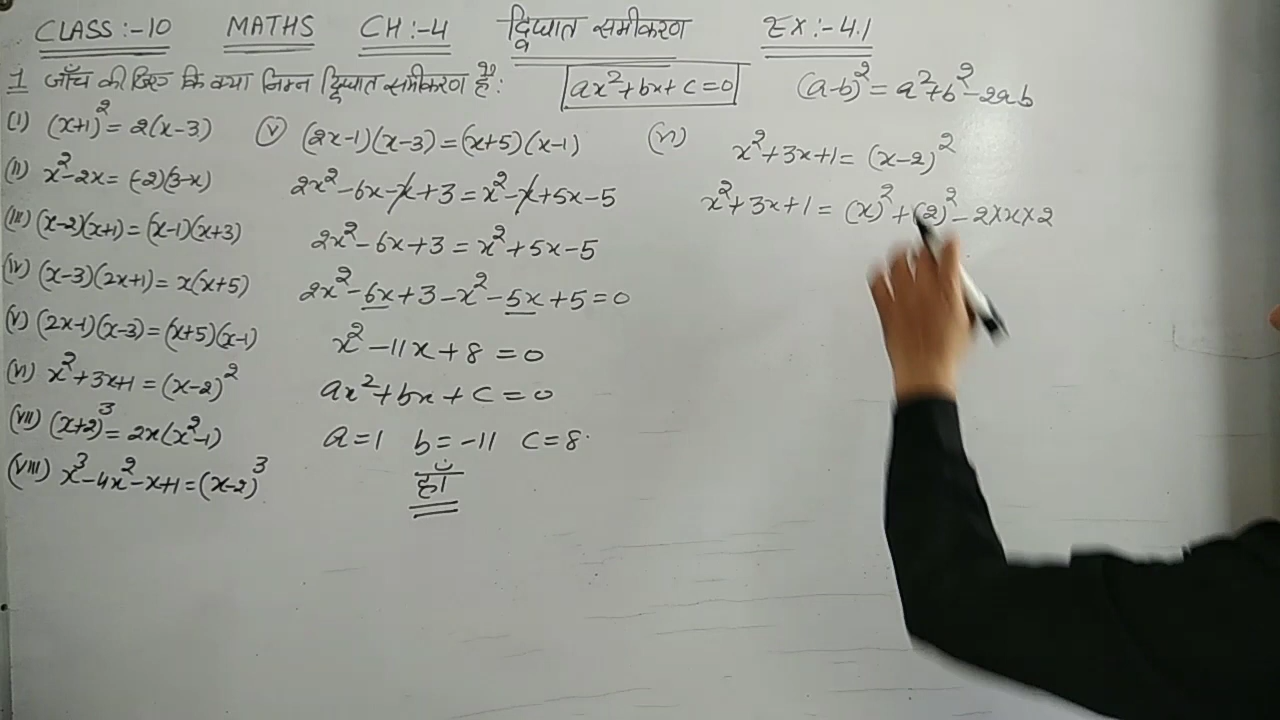 CLASS:-10 MATHS CH:-4 द्विघात समीकरण EX:-4.1
1 जाँच कीजिए कि क्या निम्न द्विघात समीकरण हैं: ax²+bx+c=0 (a-b)²=a²+b²-2ab
(i) (x+1)²=2(x-3)
(ii) x²-2x=(-2)(3-x)
(iii) (x-2)(x+1)=(x-1)(x+3)
(iv) (x-3)(2x+1)=x(x+5)
(v) (2x-1)(x-3)=(x+5)(x-1)
(vi) x²+3x+1=(x-2)²
(vii) (x+2)³=2x(x²-1)
(viii) x³-4x²-x+1=(x-2)³
(v) (2x-1)(x-3)=(x+5)(x-1)
2x²-6x-x+3=x²-x+5x-5
2x²-6x+3=x²+5x-5
2x²-6x+3-x²-5x+5=0
x²-11x+8=0
ax²+bx+c=0
a=1 b=-11 c=8
हाँ
(vi) x²+3x+1=(x-2)²
x²+3x+1=(x)²+(2)²-2×x×2